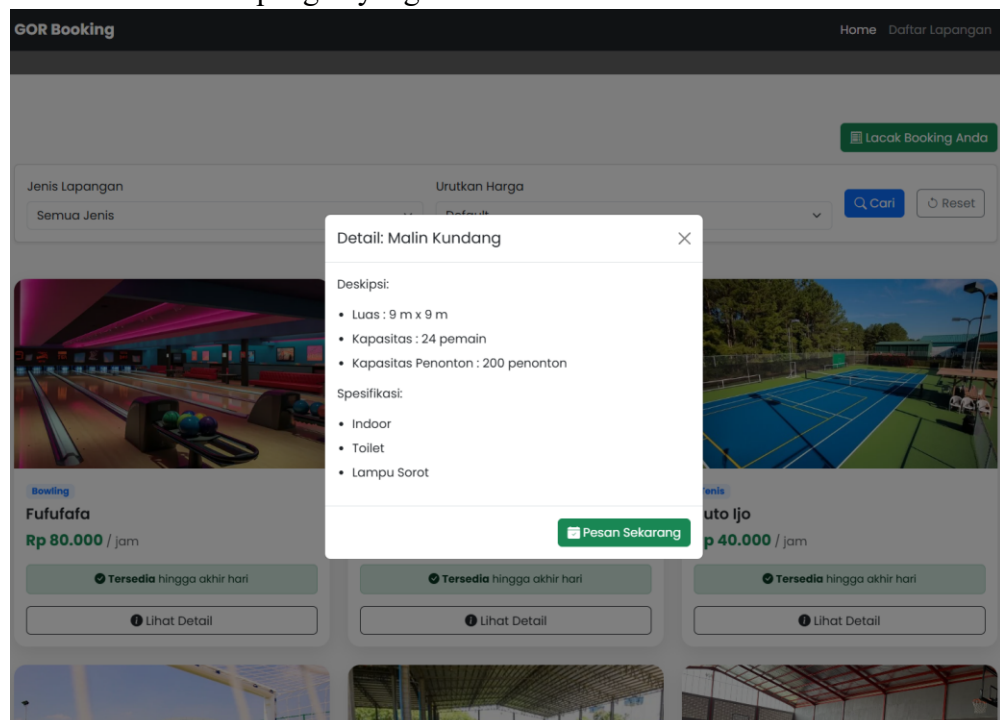 GOR Booking
Home Daftar Lapangan
Lacak Booking Anda
Jenis Lapangan
Urutkan Harga
Semua Jenis
Default
Cari
Reset
Detail: Malin Kundang
Deskipsi:
• Luas : 9 m x 9 m
• Kapasitas : 24 pemain
• Kapasitas Penonton : 200 penonton
Spesifikasi:
• Indoor
• Toilet
• Lampu Sorot
Pesan Sekarang
Bowling
Fufufafa
Rp 80.000 / jam
Tersedia hingga akhir hari
Lihat Detail
Tersedia hingga akhir hari
Lihat Detail
enis
uto Ijo
p 40.000 / jam
Tersedia hingga akhir hari
Lihat Detail